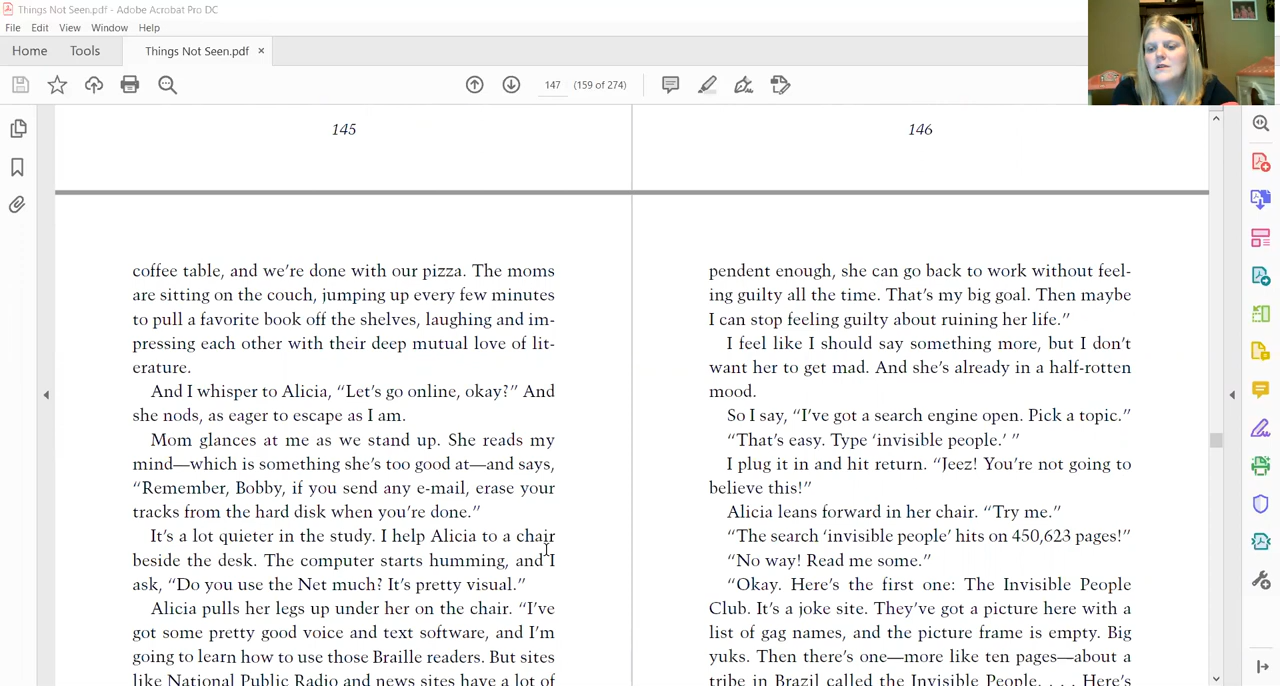 Things Not Seen.pdf - Adobe Acrobat Pro DC
File Edit View Window Help
Home Tools Things Not Seen.pdf ×
147 (159 of 274)
145
146
coffee table, and we're done with our pizza. The moms
are sitting on the couch, jumping up every few minutes
to pull a favorite book off the shelves, laughing and im-
pressing each other with their deep mutual love of lit-
erature.
And I whisper to Alicia, “Let's go online, okay?” And
she nods, as eager to escape as I am.
Mom glances at me as we stand up. She reads my
mind—which is something she's too good at—and says,
“Remember, Bobby, if you send any e-mail, erase your
tracks from the hard disk when you're done.”
It's a lot quieter in the study. I help Alicia to a chair
beside the desk. The computer starts humming, and I
ask, “Do you use the Net much? It's pretty visual.”
Alicia pulls her legs up under her on the chair. “I've
got some pretty good voice and text software, and I'm
going to learn how to use those Braille readers. But sites
like National Public Radio and news sites have a lot of
pendent enough, she can go back to work without feel-
ing guilty all the time. That's my big goal. Then maybe
I can stop feeling guilty about ruining her life.”
I feel like I should say something more, but I don't
want her to get mad. And she's already in a half-rotten
mood.
So I say, “I've got a search engine open. Pick a topic.”
“That's easy. Type ‘invisible people.’ ”
I plug it in and hit return. “Jeez! You're not going to
believe this!”
Alicia leans forward in her chair. “Try me.”
“The search ‘invisible people’ hits on 450,623 pages!”
“No way! Read me some.”
“Okay. Here's the first one: The Invisible People
Club. It's a joke site. They've got a picture here with a
list of gag names, and the picture frame is empty. Big
yuks. Then there's one—more like ten pages—about a
tribe in Brazil called the Invisible People. . . . Here's